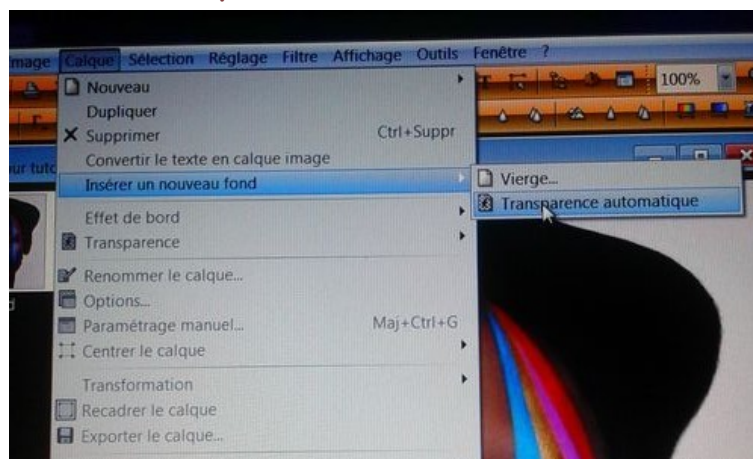 mage Calque Sélection Réglage Filtre Affichage Outils Fenêtre ?
100%
Nouveau
Dupliquer
Supprimer Ctrl+Suppr
Convertir le texte en calque image
ur tuto
Insérer un nouveau fond
Vierge...
Transparence automatique
Effet de bord
Transparence
Renommer le calque...
Options...
Paramétrage manuel... Maj+Ctrl+G
Centrer le calque
Transformation
Recadrer le calque
Exporter le calque...